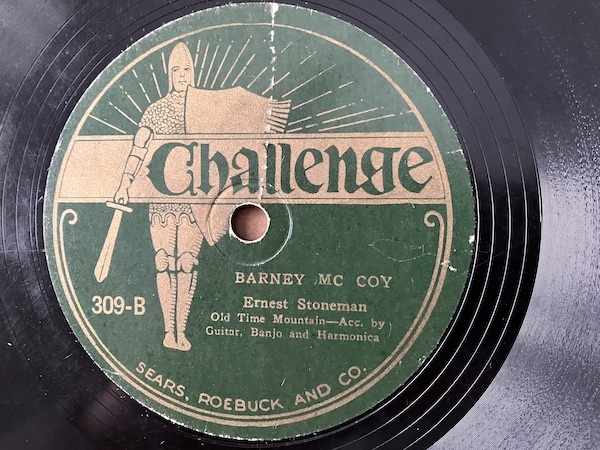 Challenge
BARNEY MC COY
Ernest Stoneman
309-B
Old Time Mountain—Acc. by
Guitar, Banjo and Harmonica
SEARS, ROEBUCK AND CO.